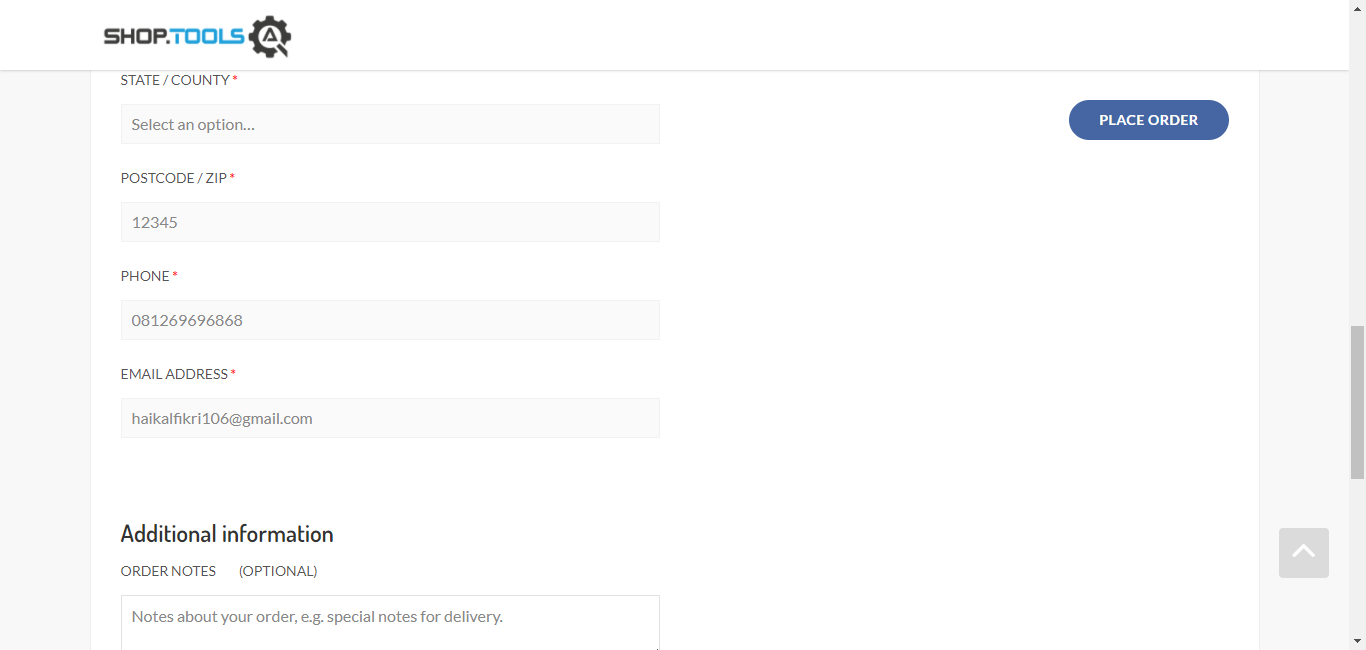 SHOP.TOOLS
STATE / COUNTY *
Select an option...
PLACE ORDER
POSTCODE / ZIP *
12345
PHONE *
081269696868
EMAIL ADDRESS *
haikalfikri106@gmail.com
Additional information
ORDER NOTES (OPTIONAL)
Notes about your order, e.g. special notes for delivery.